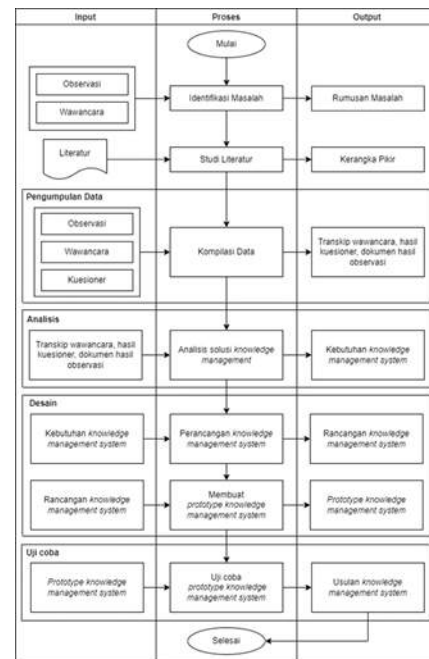 Input
Proses
Output
Mulai
Observasi
Wawancara
Identifikasi Masalah
Rumusan Masalah
Literatur
Studi Literatur
Kerangka Pikir
Pengumpulan Data
Observasi
Wawancara
Kuesioner
Kompilasi Data
Transkip wawancara, hasil
kuesioner, dokumen hasil
observasi
Analisis
Transkip wawancara, hasil
kuesioner, dokumen hasil
observasi
Analisis solusi knowledge
management
Kebutuhan knowledge
management system
Desain
Kebutuhan knowledge
management system
Perancangan knowledge
management system
Rancangan knowledge
management system
Rancangan knowledge
management system
Membuat
prototype knowledge
management system
Prototype knowledge
management system
Uji coba
Prototype knowledge
management system
Uji coba
prototype knowledge
management system
Usulan knowledge
management system
Selesai